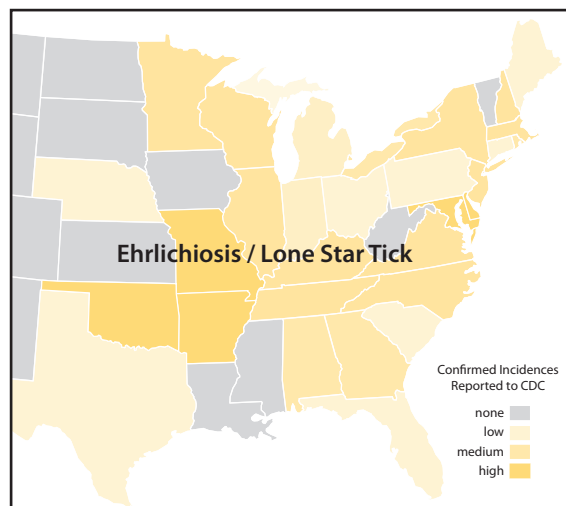 Ehrlichiosis / Lone Star Tick
Confirmed Incidences
Reported to CDC
none
low
medium
high